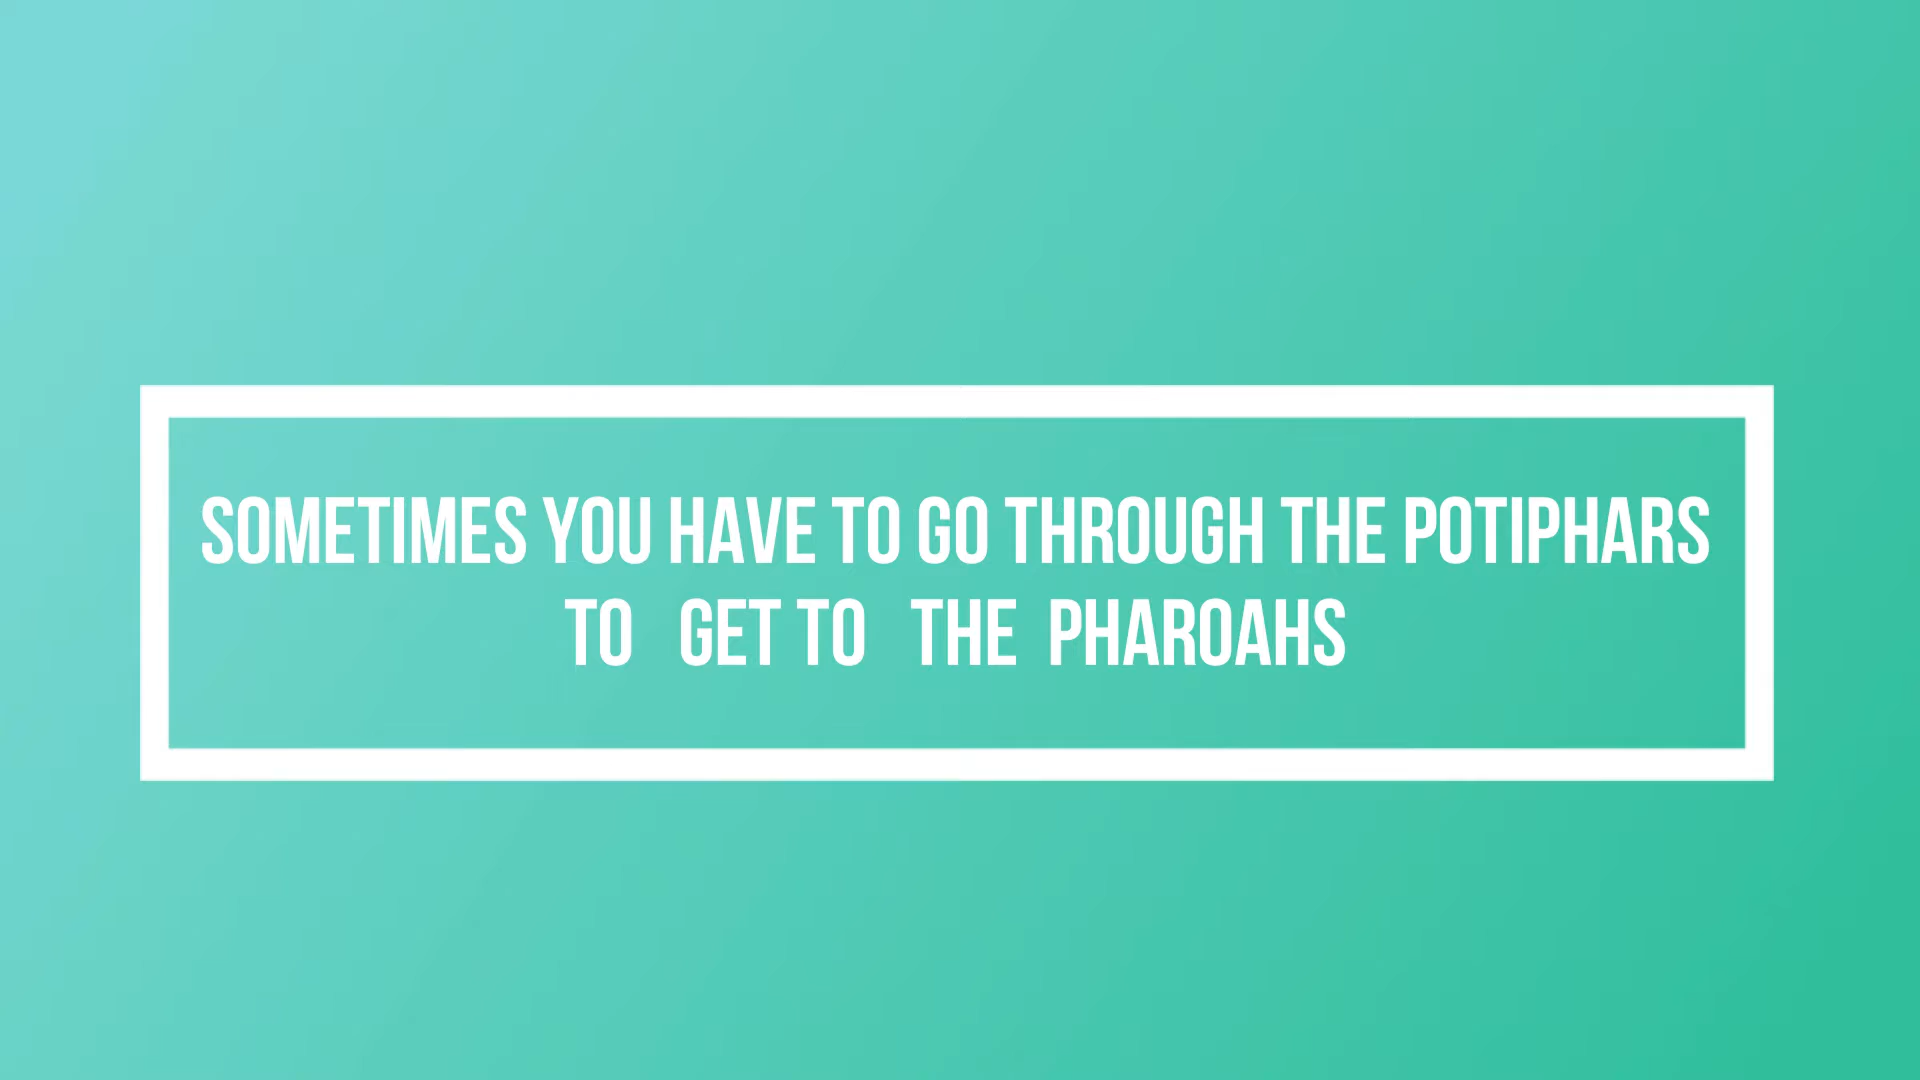 SOMETIMES YOU HAVE TO GO THROUGH THE POTIPHARS
TO GET TO THE PHAROAHS